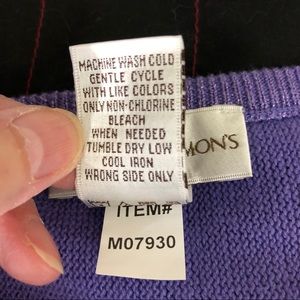 MACHINE WASH COLD
GENTLE CYCLE
WITH LIKE COLORS
ONLY NON-CHLORINE
BLEACH
WHEN NEEDED
TUMBLE DRY LOW
COOL IRON
WRONG SIDE ONLY
MON'S
ITEM#
M07930